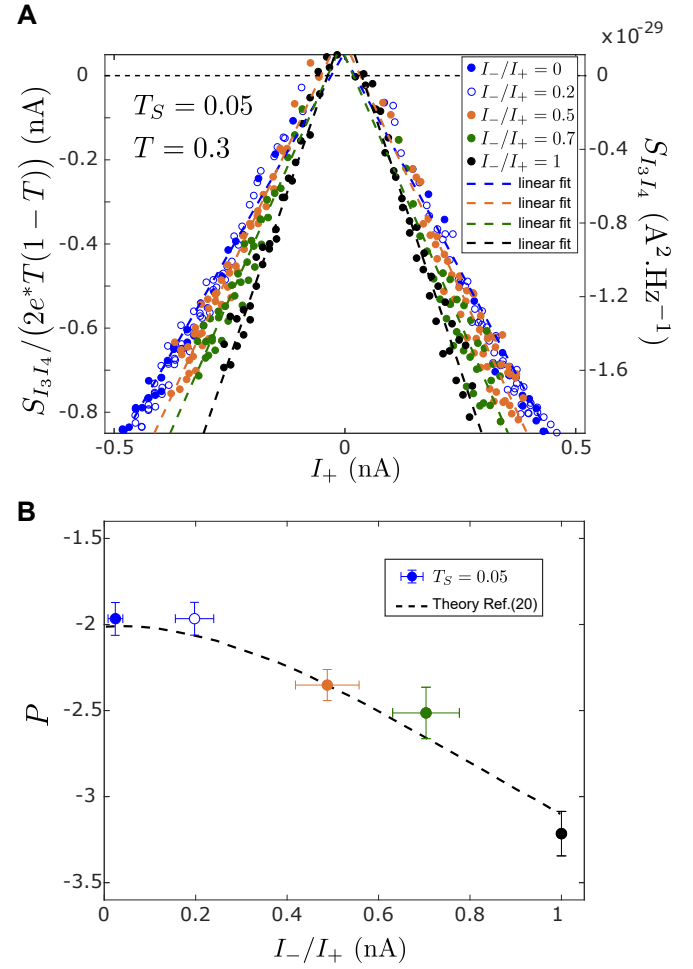 A
×10⁻²⁹
0
-0.2
-0.4
-0.6
-0.8
S_{I_3I_4}/(2e*T(1 − T)) (nA)
T_S = 0.05
T = 0.3
I_−/I_+ = 0
I_−/I_+ = 0.2
I_−/I_+ = 0.5
I_−/I_+ = 0.7
I_−/I_+ = 1
linear fit
linear fit
linear fit
linear fit
0
-0.4
-0.8
-1.2
-1.6
S_{I_3I_4} (A².Hz⁻¹)
-0.5 0 0.5
I_+ (nA)
B
-1.5
-2
-2.5
-3
-3.5
P
T_S = 0.05
Theory Ref.(20)
0 0.2 0.4 0.6 0.8 1
I_−/I_+ (nA)